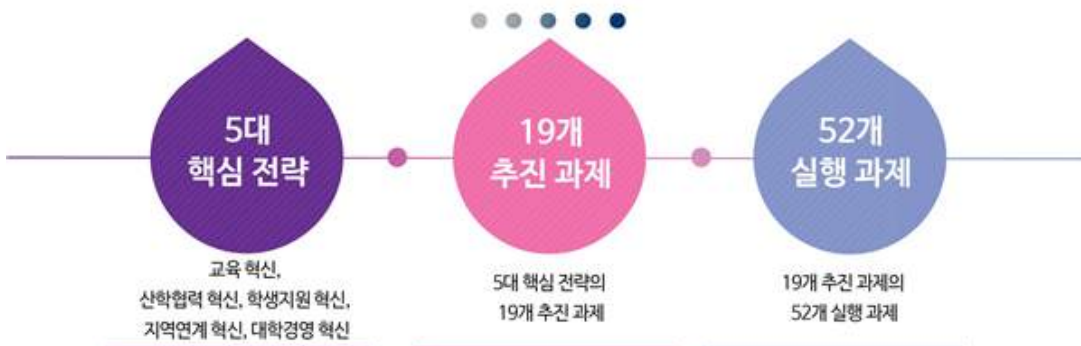 5대
핵심 전략
19개
추진 과제
52개
실행 과제
교육 혁신,
산학협력 혁신, 학생지원 혁신,
지역연계 혁신, 대학경영 혁신
5대 핵심 전략의
19개 추진 과제
19개 추진 과제의
52개 실행 과제